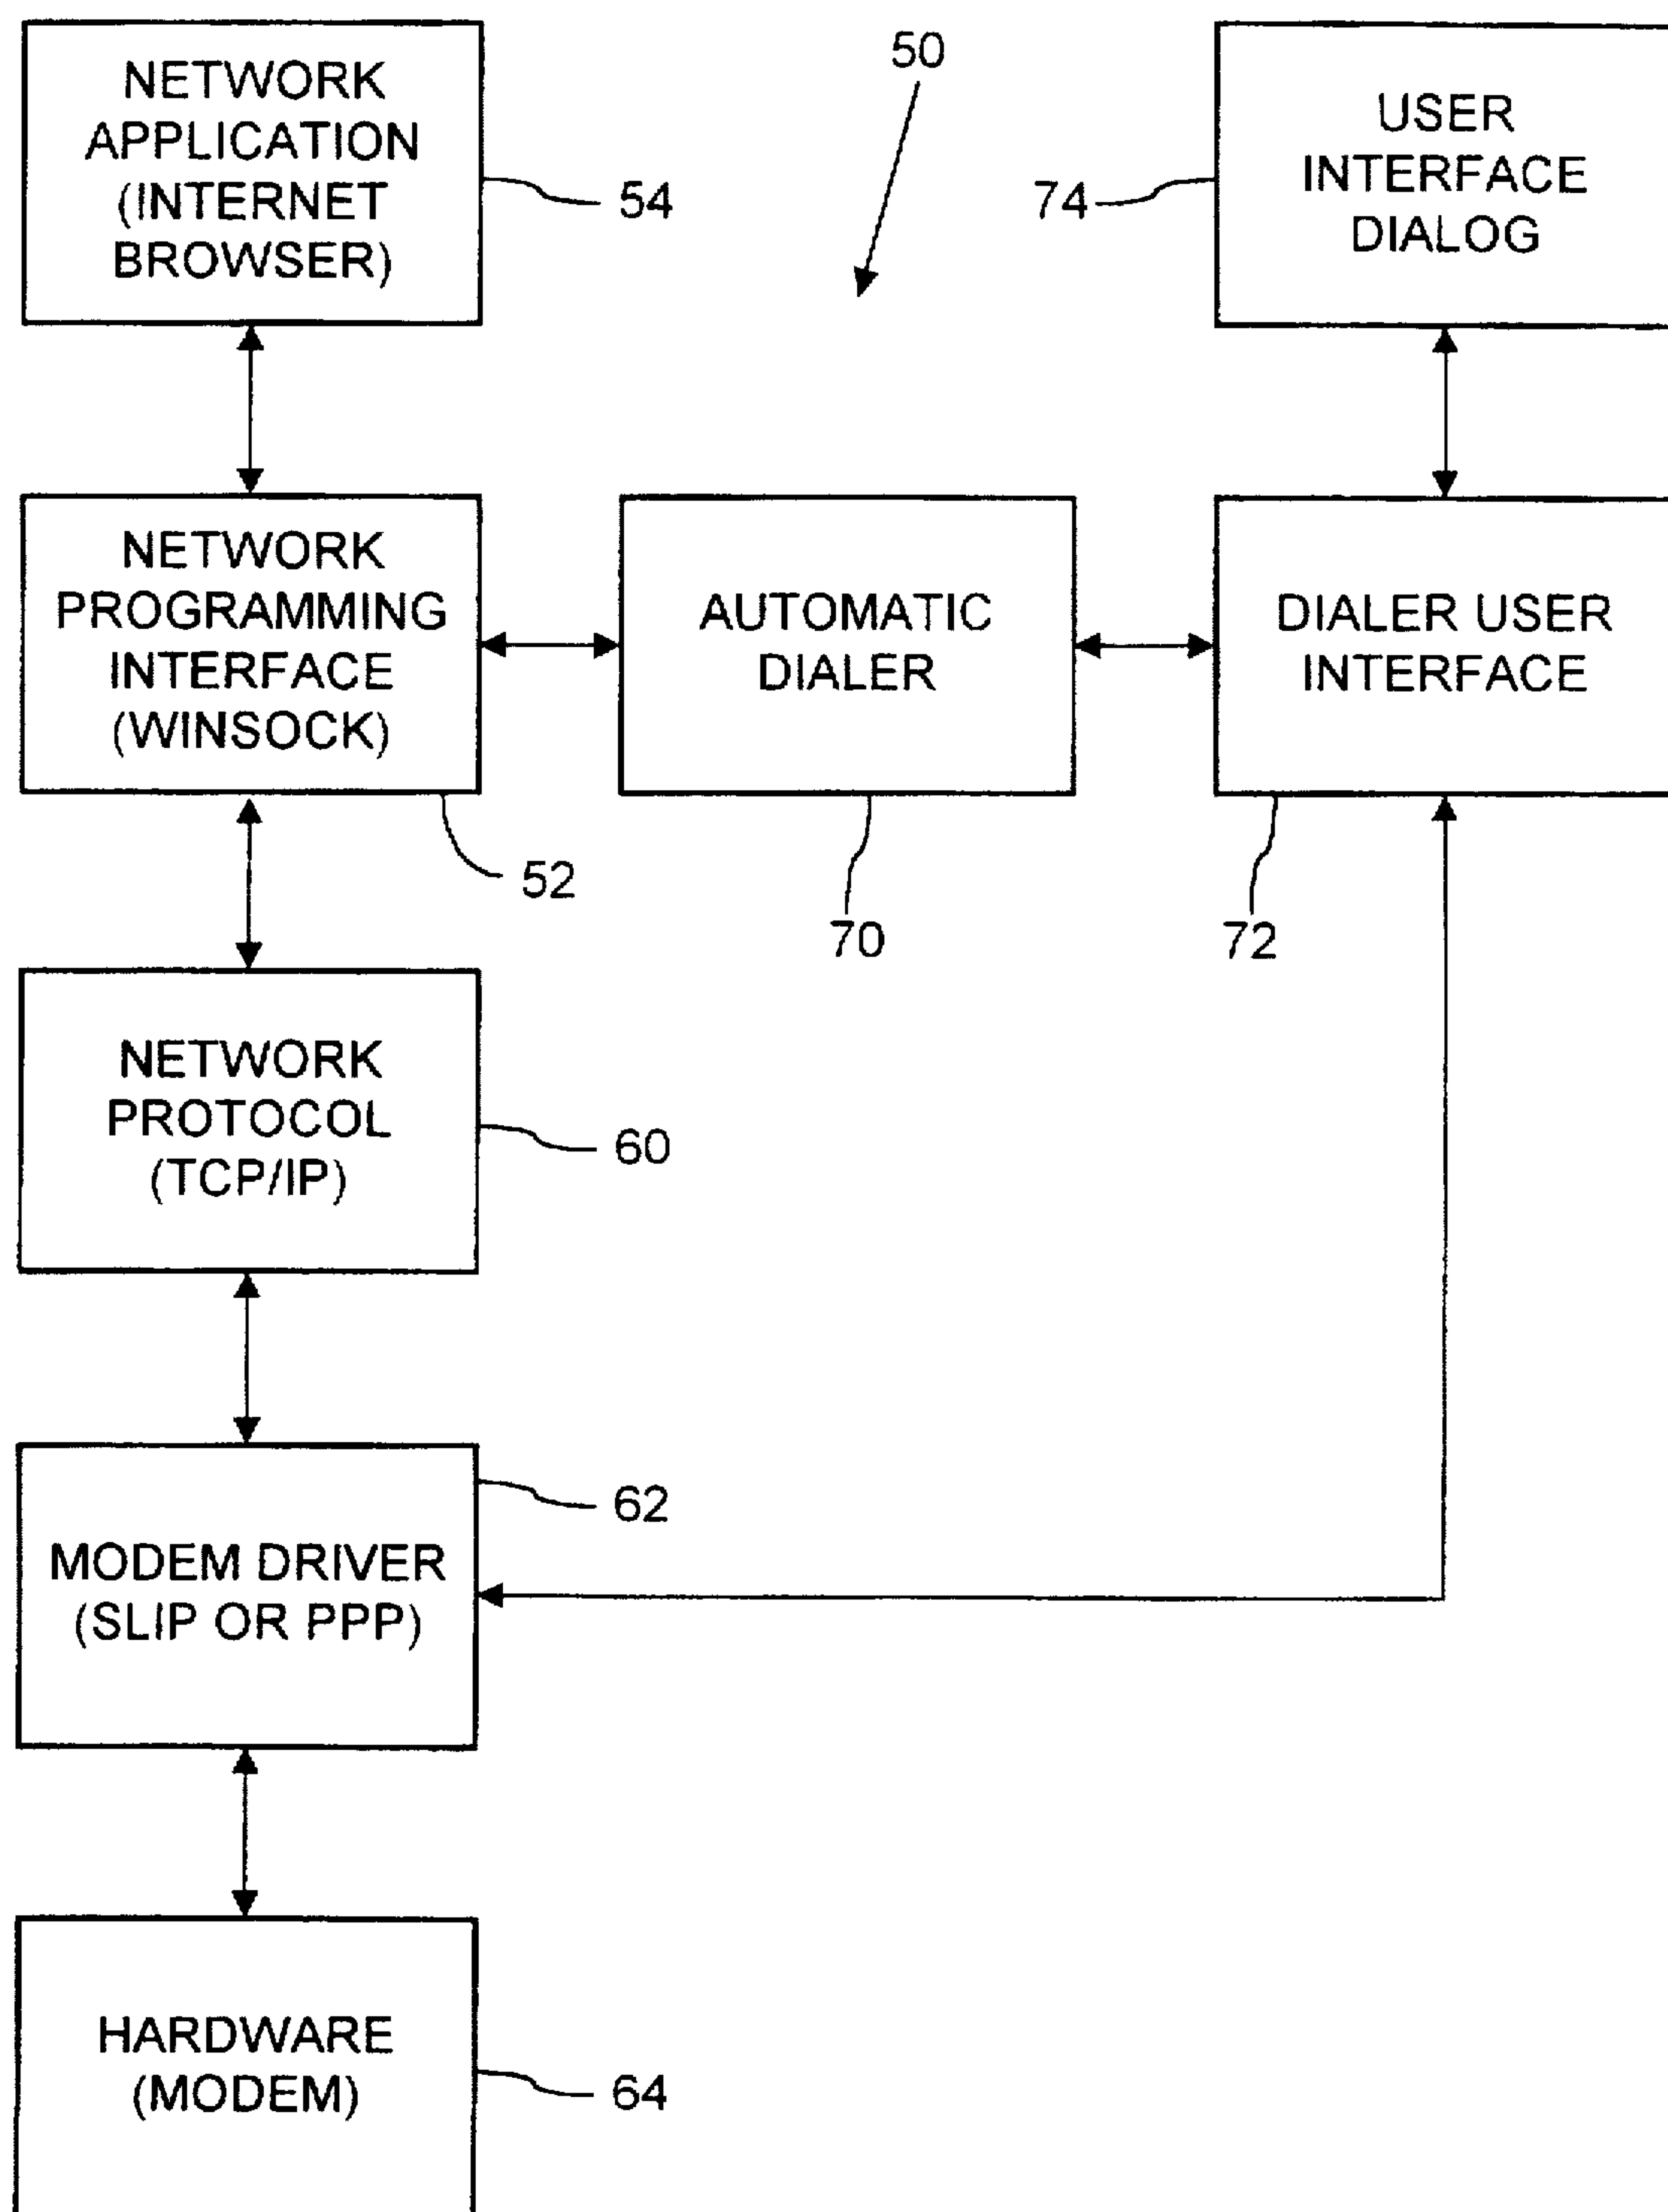 NETWORK
APPLICATION
(INTERNET
BROWSER)
54
50
74
USER
INTERFACE
DIALOG
NETWORK
PROGRAMMING
INTERFACE
(WINSOCK)
52
AUTOMATIC
DIALER
70
DIALER USER
INTERFACE
72
NETWORK
PROTOCOL
(TCP/IP)
60
MODEM DRIVER
(SLIP OR PPP)
62
HARDWARE
(MODEM)
64